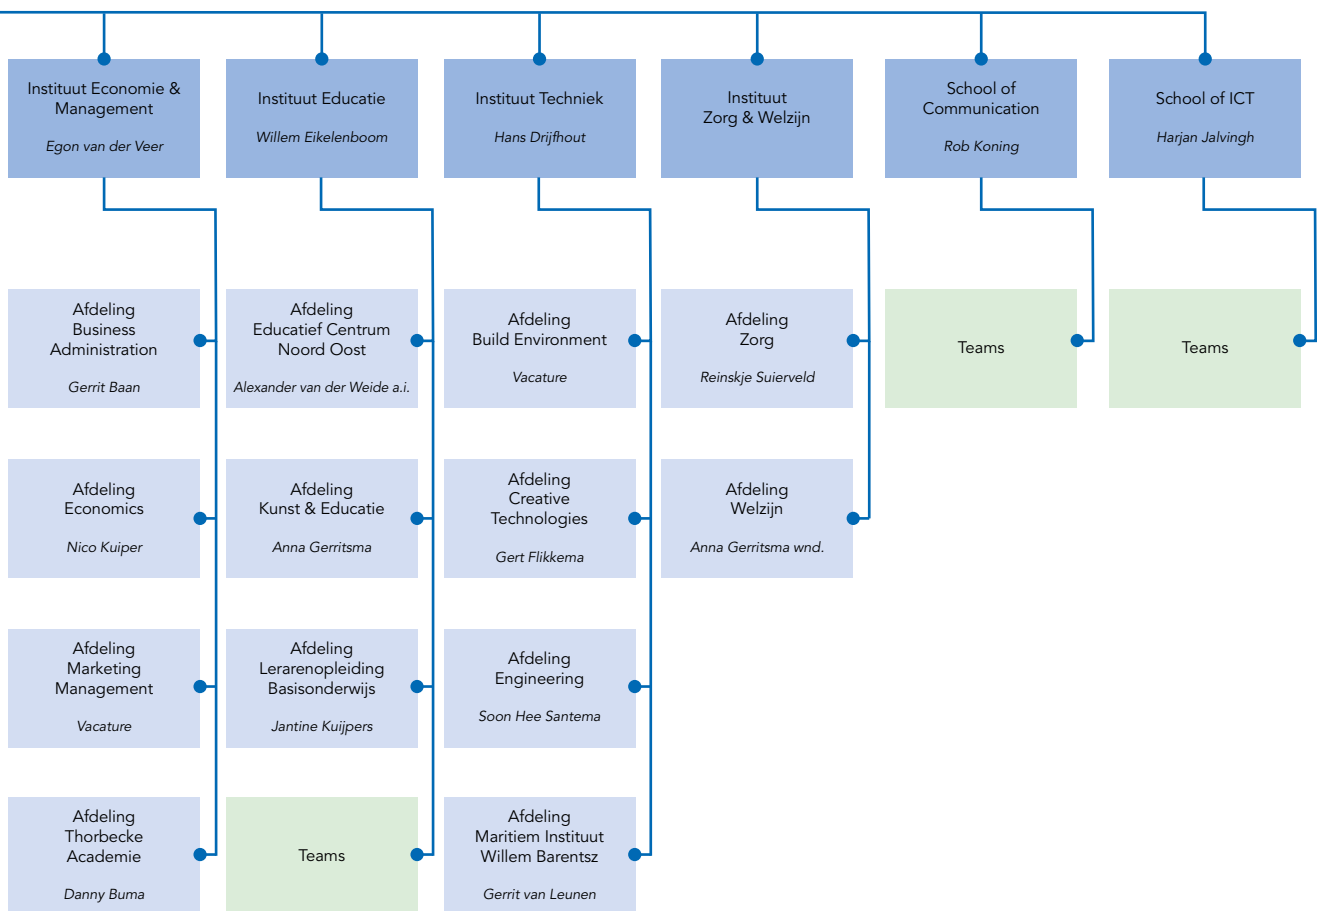 Instituut Economie &
Management
Egon van der Veer
Instituut Educatie
Willem Eikelenboom
Instituut Techniek
Hans Drijfhout
Instituut
Zorg & Welzijn
School of
Communication
Rob Koning
School of ICT
Harjan Jalvingh
Afdeling
Business
Administration
Gerrit Baan
Afdeling
Educatief Centrum
Noord Oost
Alexander van der Weide a.i.
Afdeling
Build Environment
Vacature
Afdeling
Zorg
Reinskje Suierveld
Teams
Teams
Afdeling
Economics
Nico Kuiper
Afdeling
Kunst & Educatie
Anna Gerritsma
Afdeling
Creative
Technologies
Gert Flikkema
Afdeling
Welzijn
Anna Gerritsma wnd.
Afdeling
Marketing
Management
Vacature
Afdeling
Lerarenopleiding
Basisonderwijs
Jantine Kuijpers
Afdeling
Engineering
Soon Hee Santema
Afdeling
Thorbecke
Academie
Danny Buma
Teams
Afdeling
Maritiem Instituut
Willem Barentsz
Gerrit van Leunen